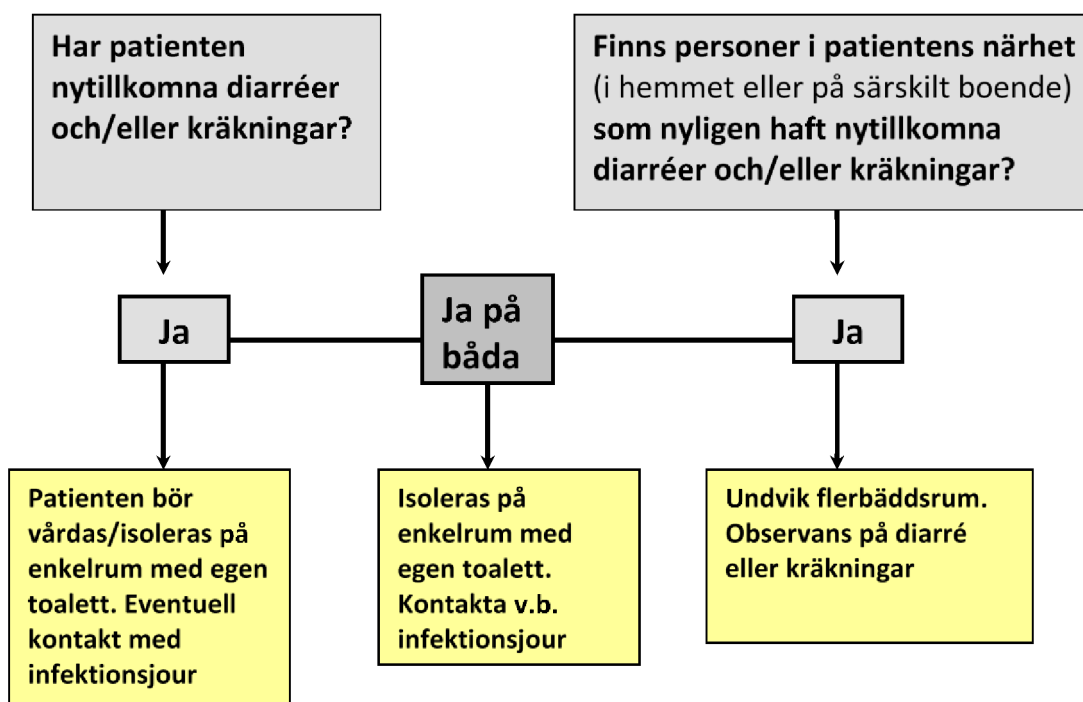 Har patienten
nytillkomna diarréer
och/eller kräkningar?
Finns personer i patientens närhet
(i hemmet eller på särskilt boende)
som nyligen haft nytillkomna
diarréer och/eller kräkningar?
Ja
Ja på
båda
Ja
Patienten bör
vårdas/isoleras på
enkelrum med egen
toalett. Eventuell
kontakt med
infektionsjour
Isoleras på
enkelrum med
egen toalett.
Kontakta v.b.
infektionsjour
Undvik flerbäddsrum.
Observans på diarré
eller kräkningar